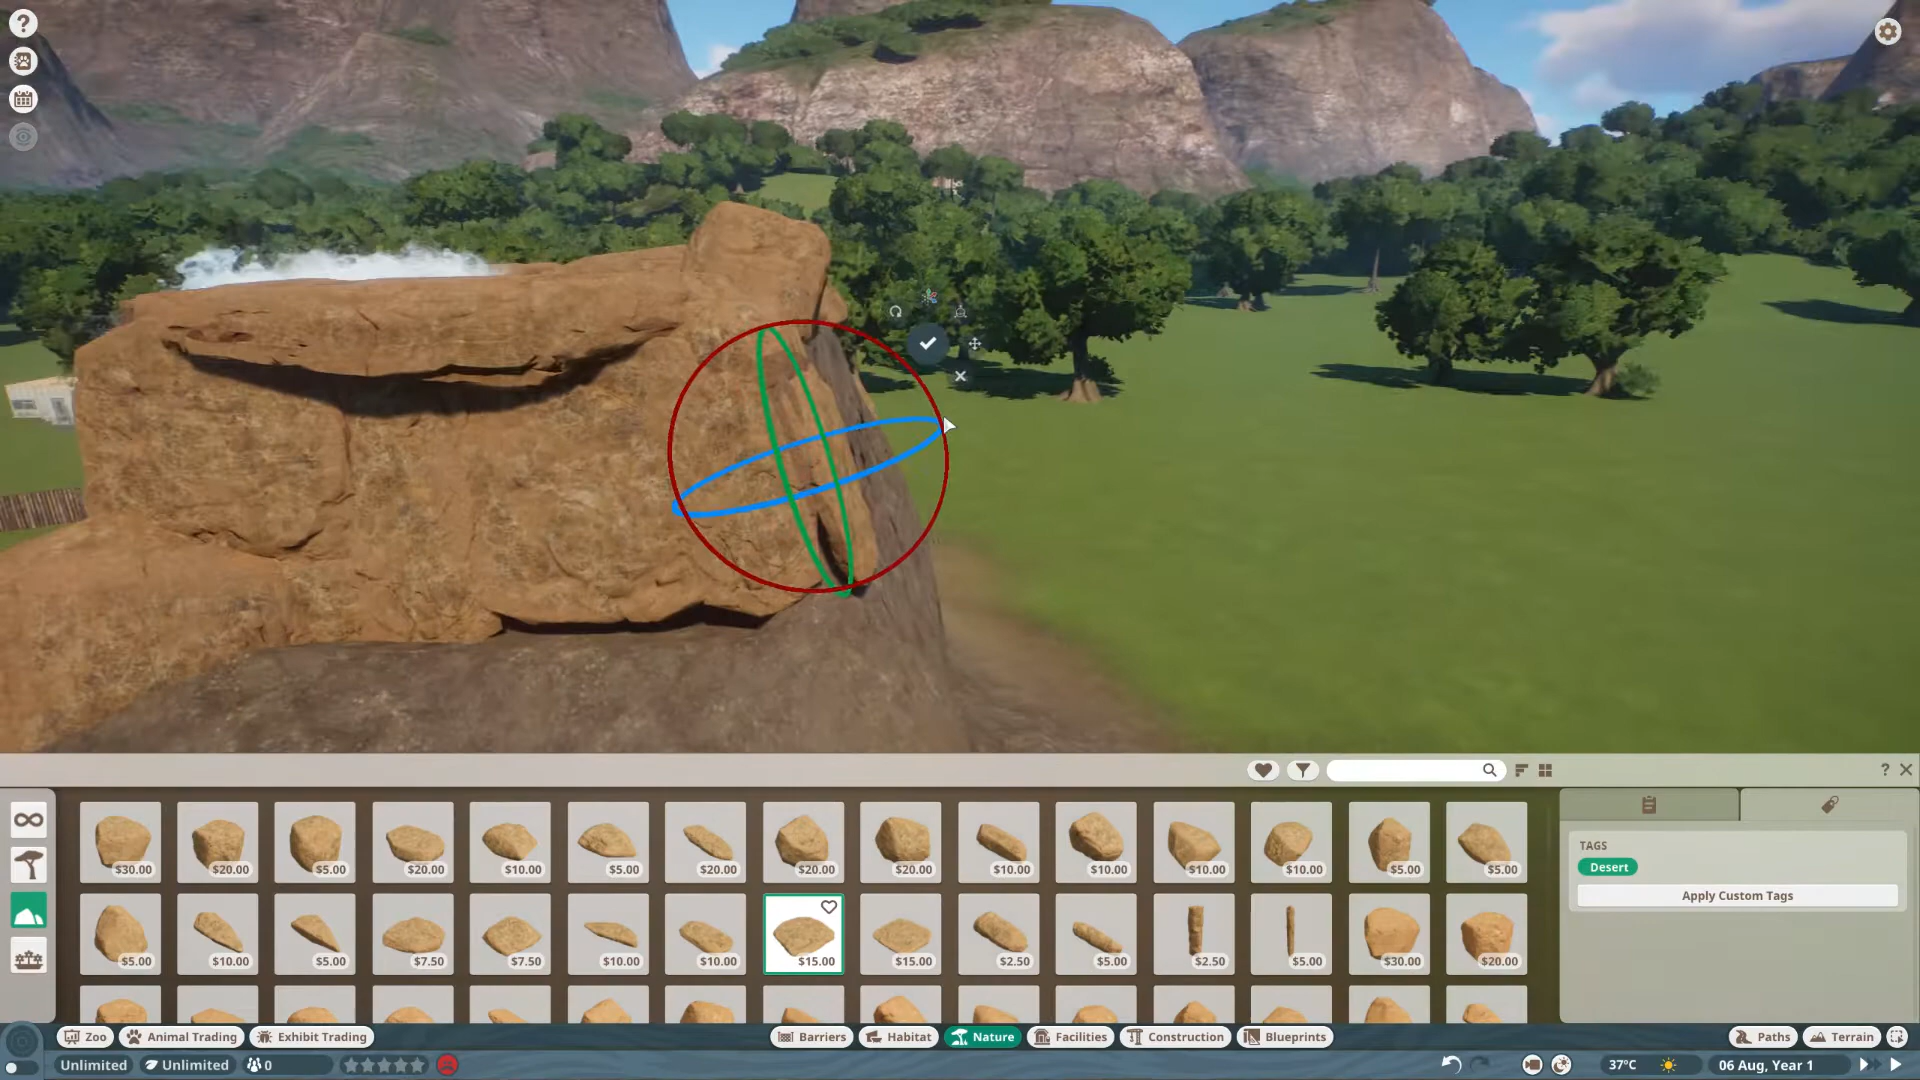 $30.00 $20.00 $5.00 $20.00 $10.00 $5.00 $20.00 $20.00 $20.00 $10.00 $10.00 $10.00 $10.00 $5.00 $5.00
$5.00 $10.00 $5.00 $7.50 $7.50 $10.00 $10.00 $15.00 $15.00 $2.50 $5.00 $2.50 $5.00 $30.00 $20.00
TAGS
Desert
Apply Custom Tags
Zoo Animal Trading Exhibit Trading Barriers Habitat Nature Facilities Construction Blueprints Paths Terrain
Unlimited Unlimited 0 37°C 06 Aug, Year 1